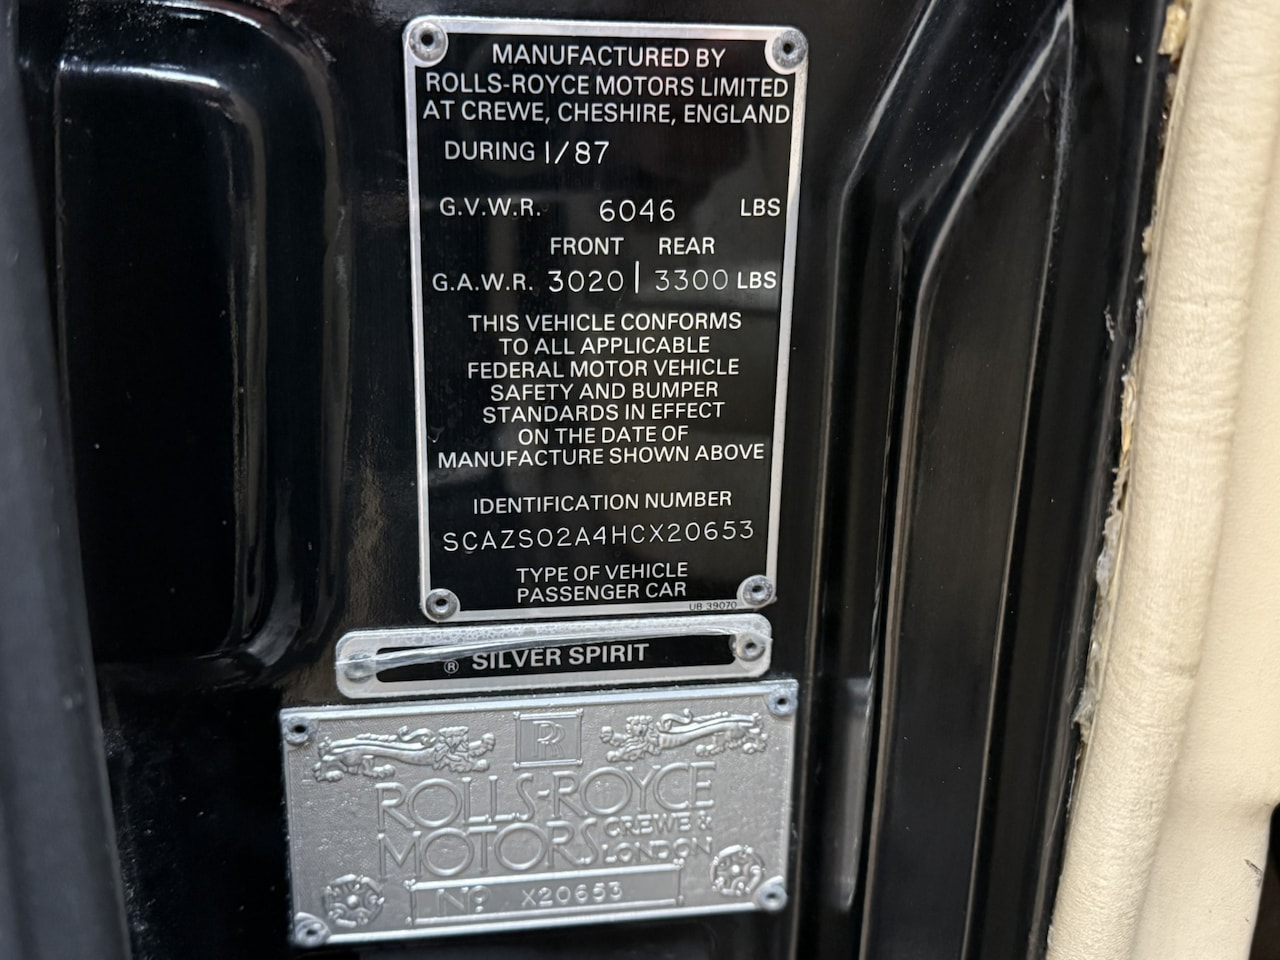 MANUFACTURED BY
ROLLS-ROYCE MOTORS LIMITED
AT CREWE, CHESHIRE, ENGLAND
DURING 1/87
G.V.W.R. 6046 LBS
FRONT REAR
G.A.W.R. 3020 | 3300 LBS
THIS VEHICLE CONFORMS
TO ALL APPLICABLE
FEDERAL MOTOR VEHICLE
SAFETY AND BUMPER
STANDARDS IN EFFECT
ON THE DATE OF
MANUFACTURE SHOWN ABOVE
IDENTIFICATION NUMBER
SCAZS02A4HCX20653
TYPE OF VEHICLE
PASSENGER CAR
UB 39070
® SILVER SPIRIT
RR
ROLLS-ROYCE
MOTORS CREWE &
LONDON
Nº X20653